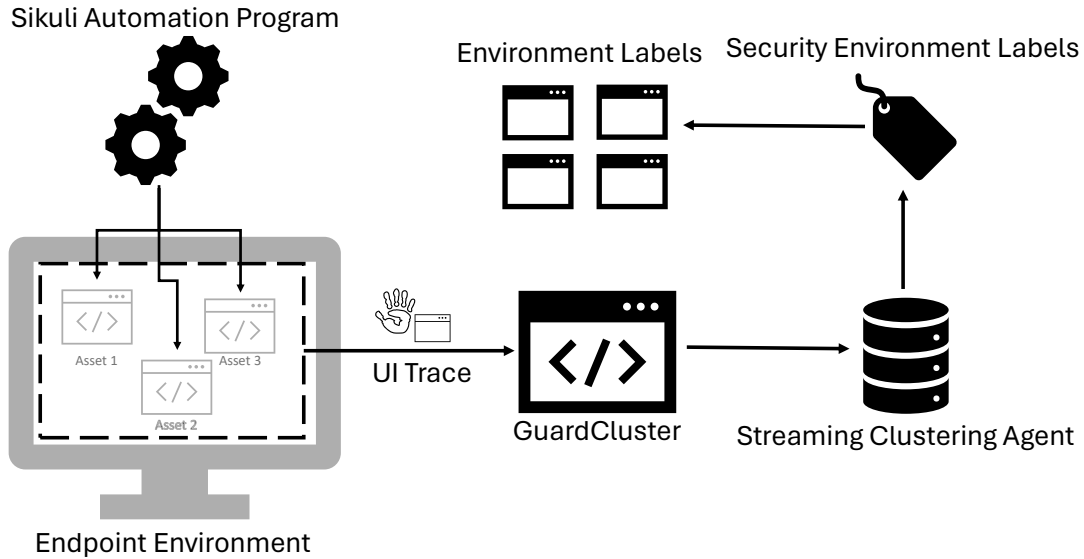 Sikuli Automation Program
Environment Labels
Security Environment Labels
</>
Asset 1
</>
Asset 2
</>
Asset 3
UI Trace
</>
GuardCluster
Streaming Clustering Agent
Endpoint Environment